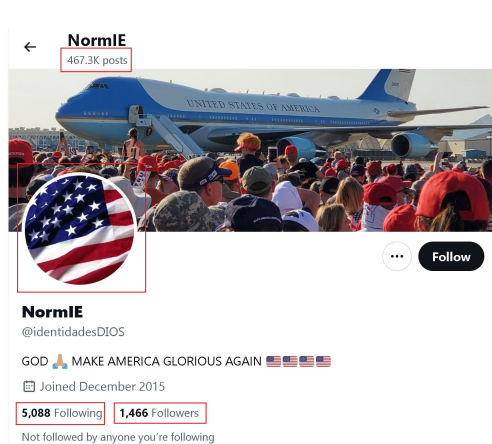 NormIE
467.3K posts
UNITED STATES OF AMERICA
Follow
NormIE
@identidadesDIOS
GOD 🙏🏼 MAKE AMERICA GLORIOUS AGAIN 🇺🇸🇺🇸🇺🇸🇺🇸
Joined December 2015
5,088 Following 1,466 Followers
Not followed by anyone you're following